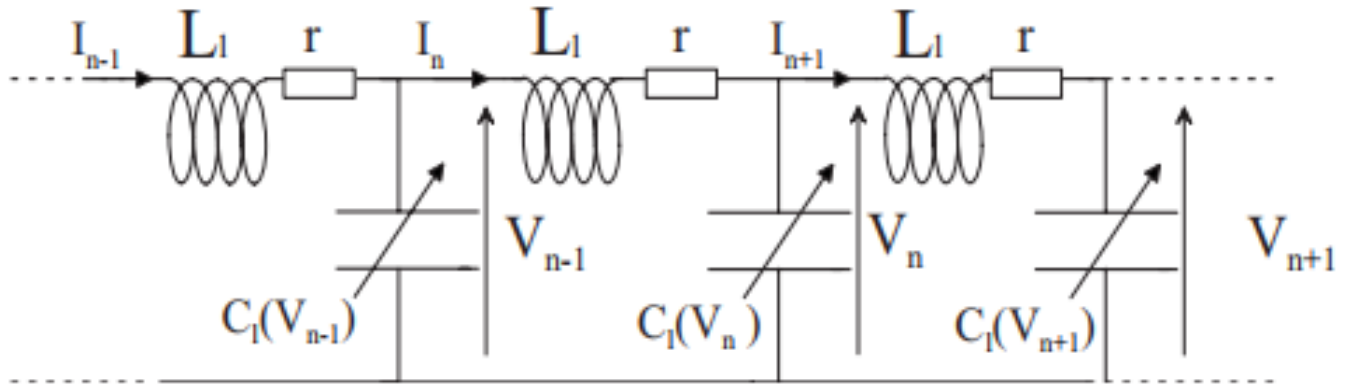 I_{n-1} L_l r I_n L_l r I_{n+1} L_l r
V_{n-1} V_n V_{n+1}
C_l(V_{n-1}) C_l(V_n) C_l(V_{n+1})